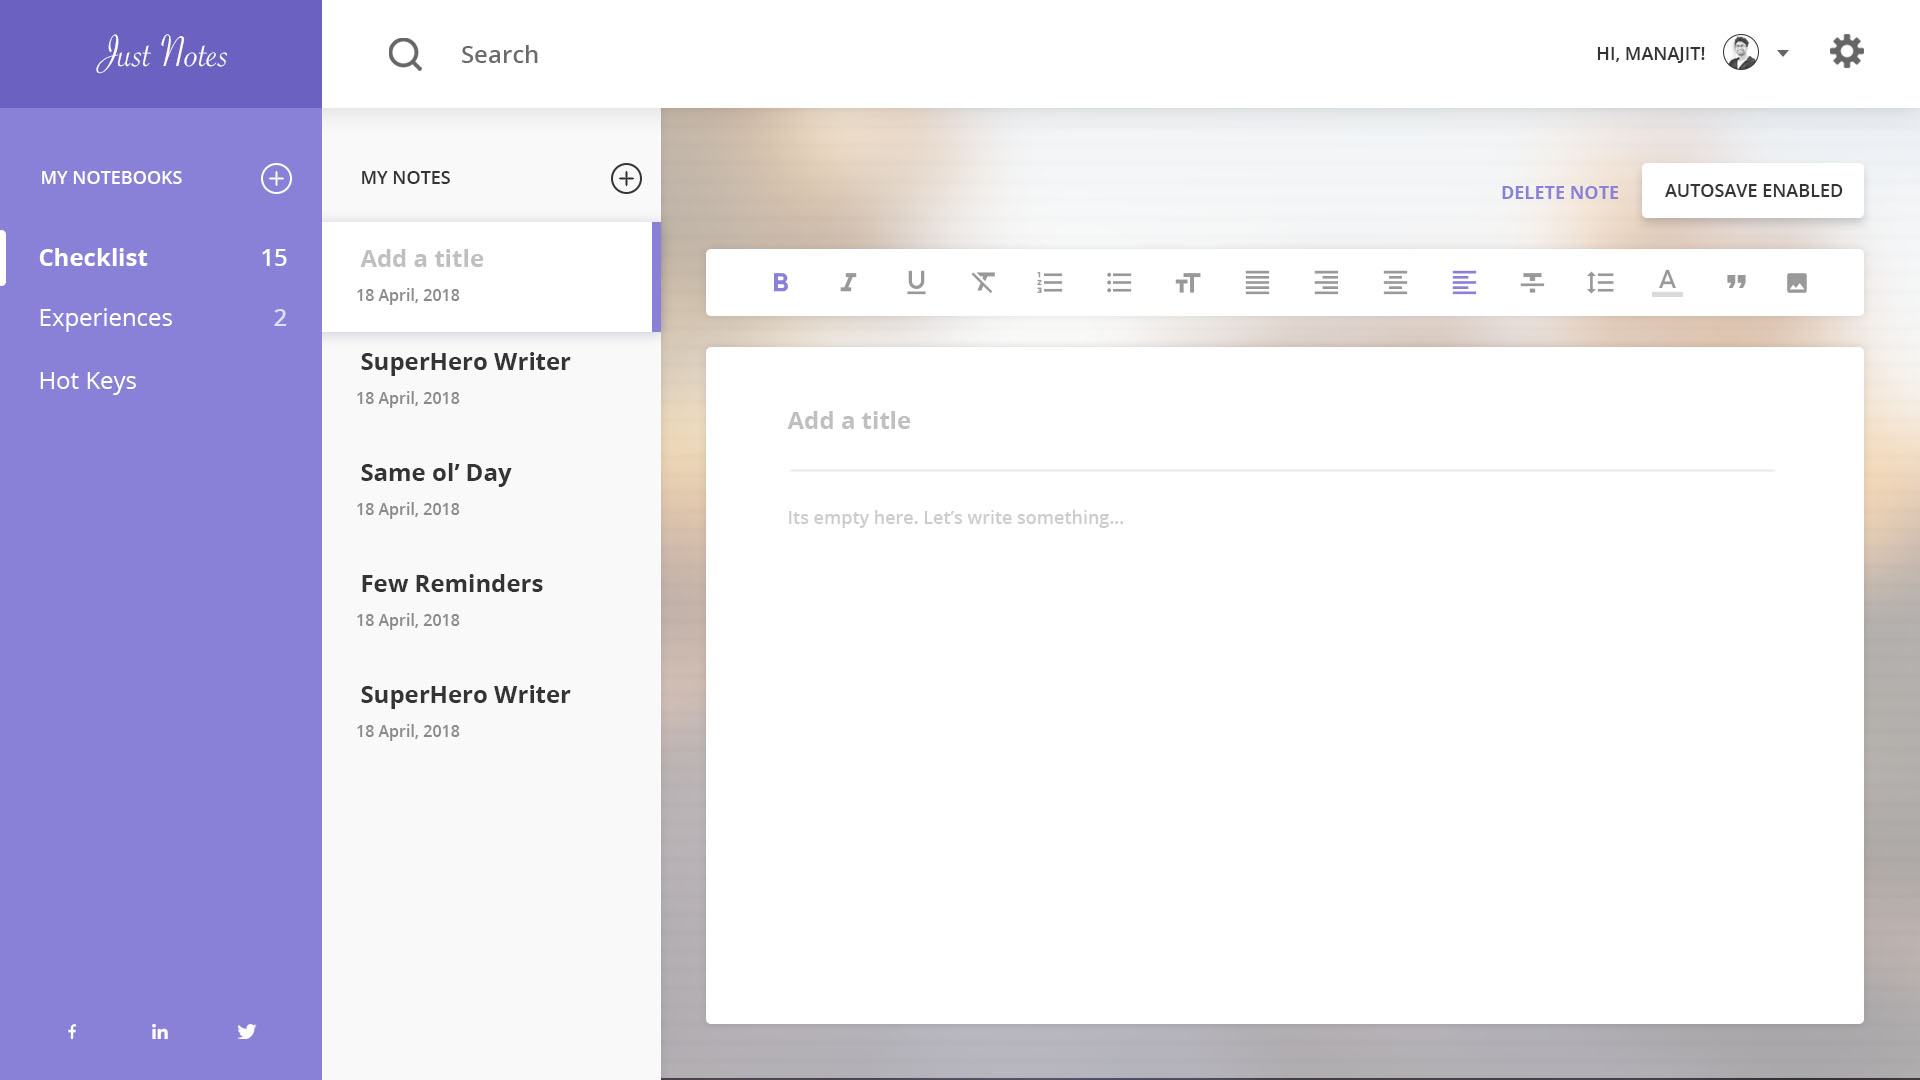 Just Notes
Search
HI, MANAJIT!
MY NOTEBOOKS
Checklist 15
Experiences 2
Hot Keys
MY NOTES
Add a title
18 April, 2018
SuperHero Writer
18 April, 2018
Same ol’ Day
18 April, 2018
Few Reminders
18 April, 2018
SuperHero Writer
18 April, 2018
DELETE NOTE
AUTOSAVE ENABLED
Add a title
Its empty here. Let’s write something...